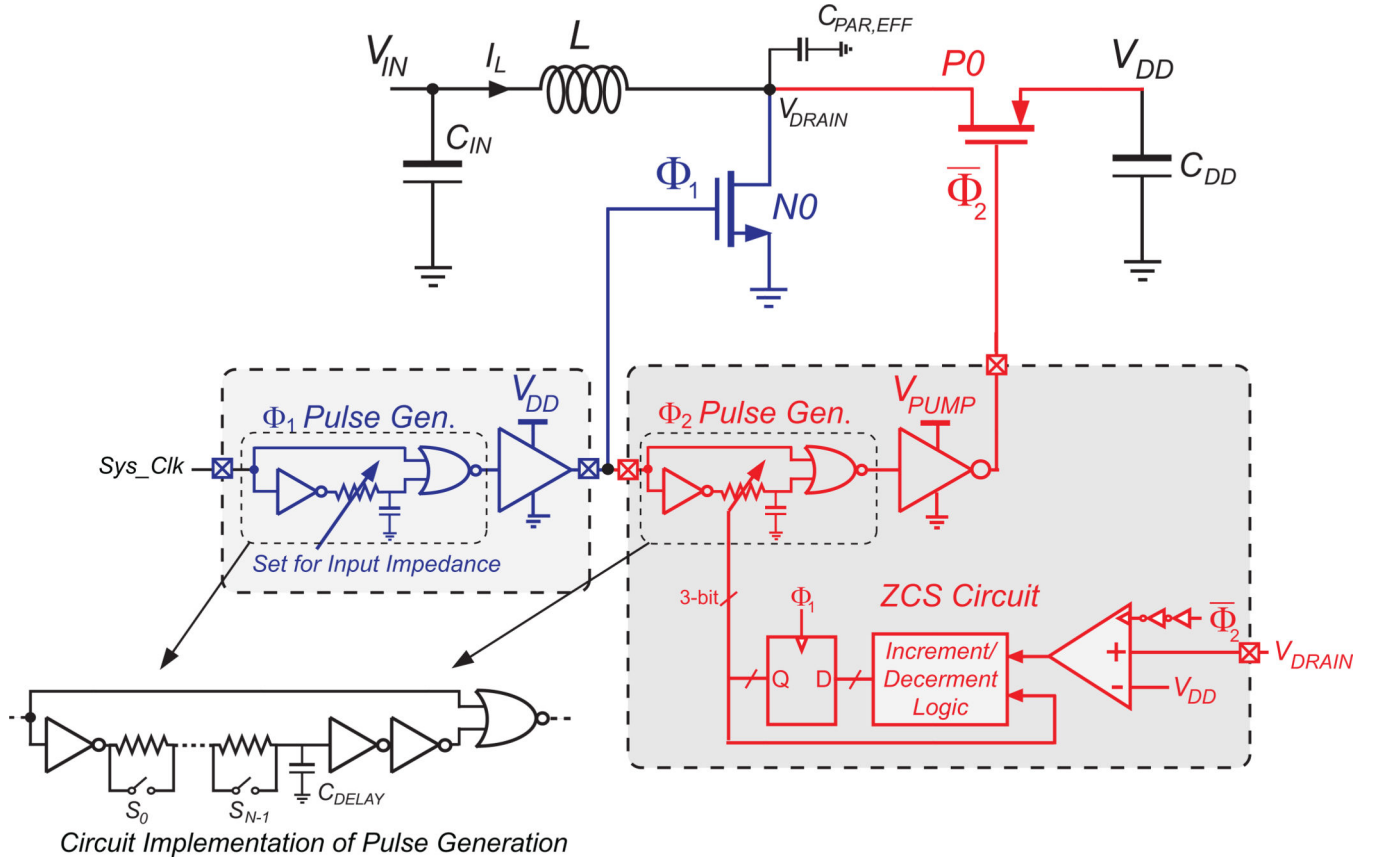 C_PAR,EFF
V_IN
I_L
L
P0
V_DD
V_DRAIN
C_IN
Φ_1
N0
Φ̅_2
C_DD
V_DD
Φ_1 Pulse Gen.
Φ_2 Pulse Gen.
V_PUMP
Sys_Clk
Set for Input Impedance
3-bit
Φ_1
ZCS Circuit
Φ̅_2
Q
D
Increment/
Decerment
Logic
+
-
V_DRAIN
V_DD
S_0
S_N-1
C_DELAY
Circuit Implementation of Pulse Generation